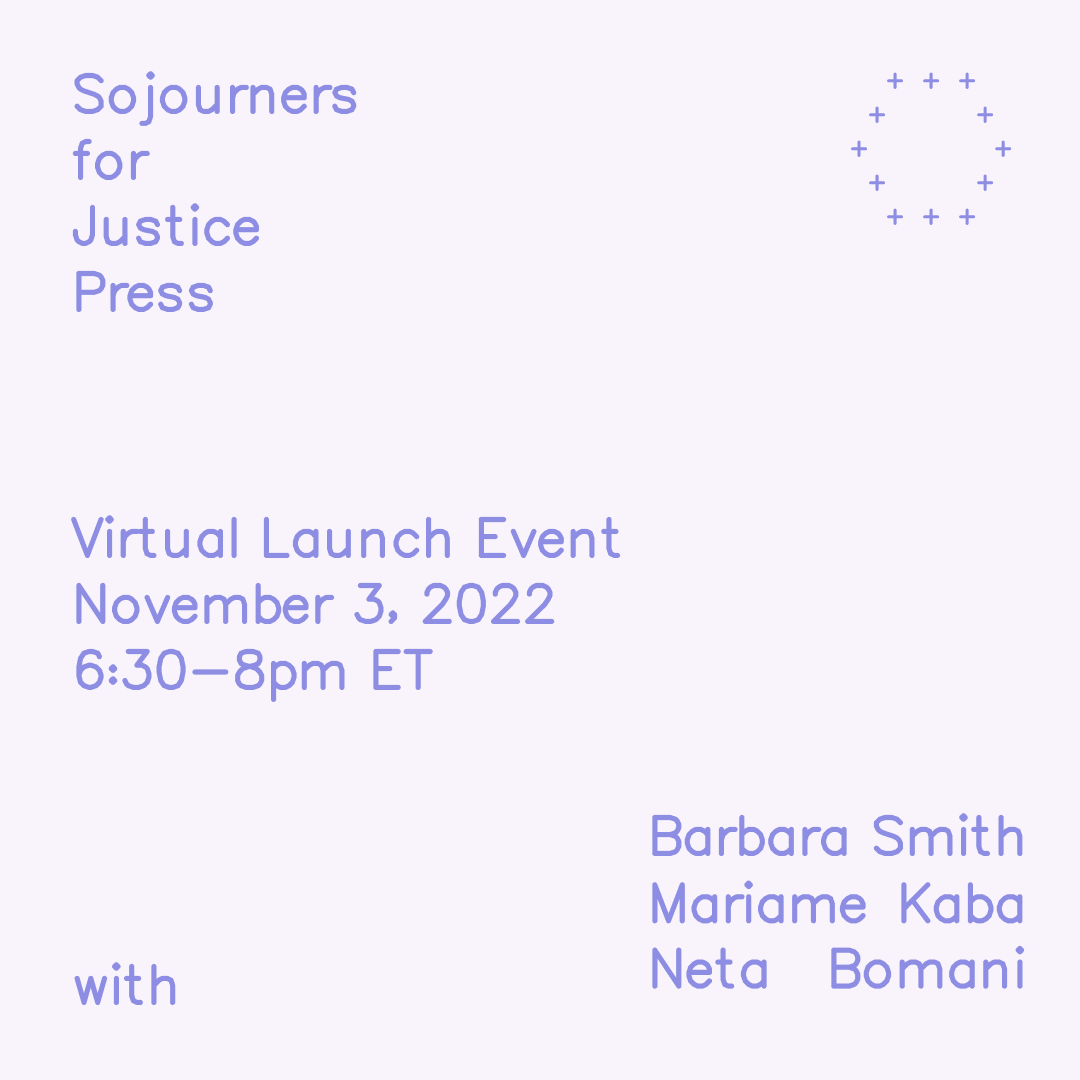 Sojourners
for
Justice
Press
Virtual Launch Event
November 3, 2022
6:30–8pm ET
with
Barbara Smith
Mariame Kaba
Neta Bomani